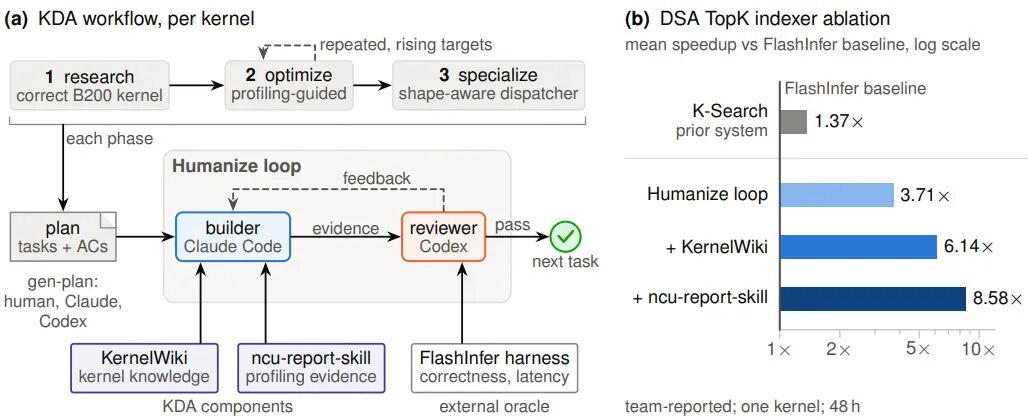 (a) KDA workflow, per kernel
repeated, rising targets
1 research
correct B200 kernel
2 optimize
profiling-guided
3 specialize
shape-aware dispatcher
each phase
Humanize loop
feedback
plan
tasks + ACs
builder
Claude Code
evidence
reviewer
Codex
pass
next task
gen-plan:
human, Claude,
Codex
KernelWiki
kernel knowledge
ncu-report-skill
profiling evidence
FlashInfer harness
correctness, latency
KDA components
external oracle
(b) DSA TopK indexer ablation
mean speedup vs FlashInfer baseline, log scale
FlashInfer baseline
K-Search
prior system
1.37×
Humanize loop
3.71×
+ KernelWiki
6.14×
+ ncu-report-skill
8.58×
1×
2×
5×
10×
team-reported; one kernel; 48 h